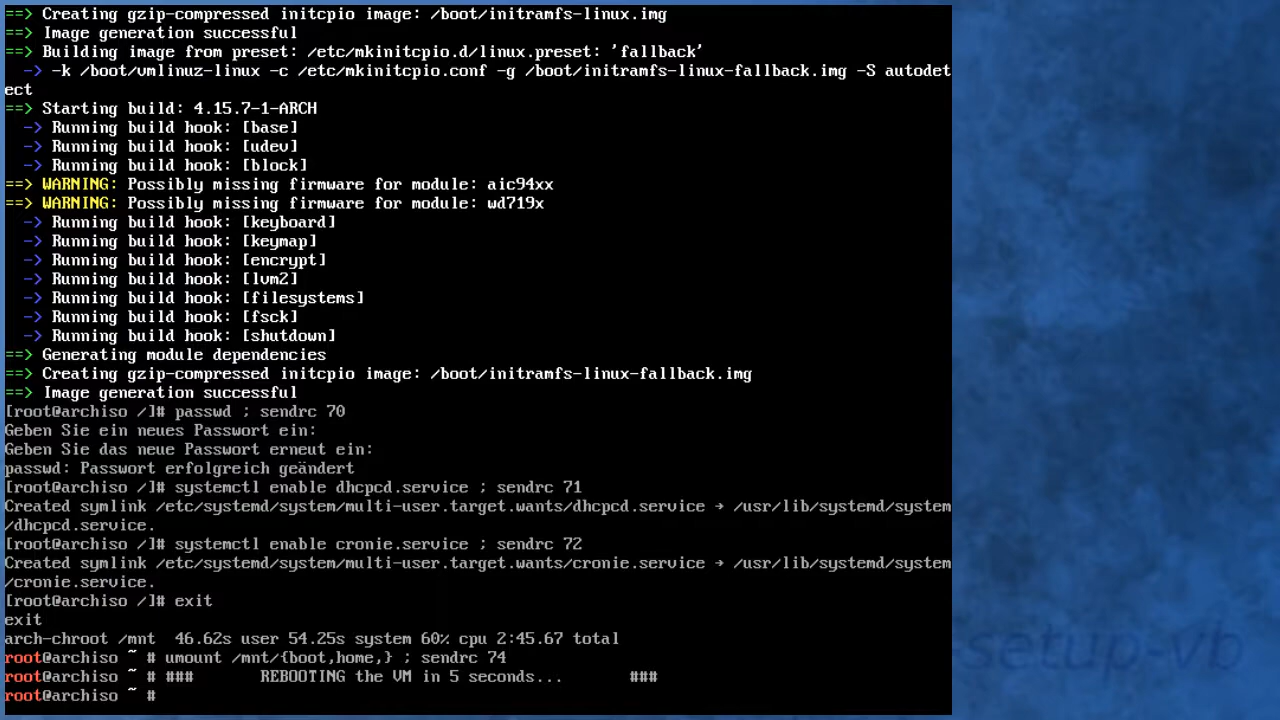 ==> Creating gzip-compressed initcpio image: /boot/initramfs-linux.img
==> Image generation successful
==> Building image from preset: /etc/mkinitcpio.d/linux.preset: 'fallback'
  -> -k /boot/vmlinuz-linux -c /etc/mkinitcpio.conf -g /boot/initramfs-linux-fallback.img -S autodet
ect
==> Starting build: 4.15.7-1-ARCH
  -> Running build hook: [base]
  -> Running build hook: [udev]
  -> Running build hook: [block]
==> WARNING: Possibly missing firmware for module: aic94xx
==> WARNING: Possibly missing firmware for module: wd719x
  -> Running build hook: [keyboard]
  -> Running build hook: [keymap]
  -> Running build hook: [encrypt]
  -> Running build hook: [lvm2]
  -> Running build hook: [filesystems]
  -> Running build hook: [fsck]
  -> Running build hook: [shutdown]
==> Generating module dependencies
==> Creating gzip-compressed initcpio image: /boot/initramfs-linux-fallback.img
==> Image generation successful
[root@archiso /]# passwd ; sendrc 70
Geben Sie ein neues Passwort ein:
Geben Sie das neue Passwort erneut ein:
passwd: Passwort erfolgreich geändert
[root@archiso /]# systemctl enable dhcpcd.service ; sendrc 71
Created symlink /etc/systemd/system/multi-user.target.wants/dhcpcd.service → /usr/lib/systemd/system
/dhcpcd.service.
[root@archiso /]# systemctl enable cronie.service ; sendrc 72
Created symlink /etc/systemd/system/multi-user.target.wants/cronie.service → /usr/lib/systemd/system
/cronie.service.
[root@archiso /]# exit
exit
arch-chroot /mnt  46.62s user 54.25s system 60% cpu 2:45.67 total
root@archiso ~ # umount /mnt/{boot,home,} ; sendrc 74
root@archiso ~ # ###       REBOOTING the VM in 5 seconds...       ###
root@archiso ~ #
-setup-vb